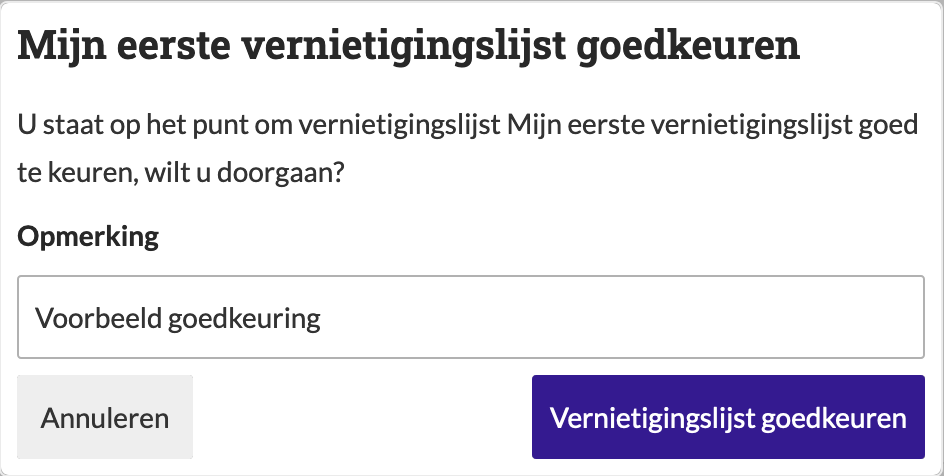 Mijn eerste vernietigingslijst goedkeuren
U staat op het punt om vernietigingslijst Mijn eerste vernietigingslijst goed
te keuren, wilt u doorgaan?
Opmerking
Voorbeeld goedkeuring
Annuleren
Vernietigingslijst goedkeuren